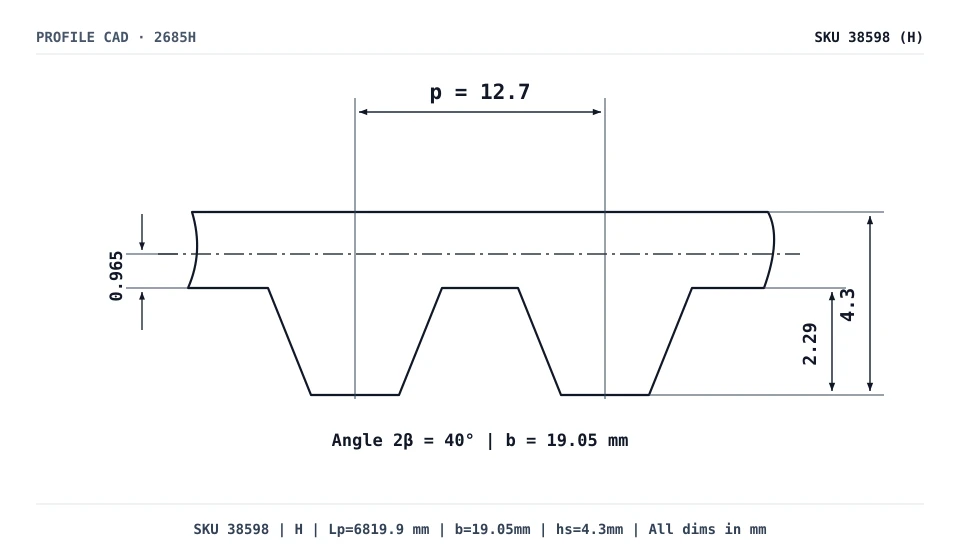 PROFILE CAD · 2685H
SKU 38598 (H)
p = 12.7
0.965
4.3
2.29
Angle 2β = 40° | b = 19.05 mm
SKU 38598 | H | Lp=6819.9 mm | b=19.05mm | hs=4.3mm | All dims in mm